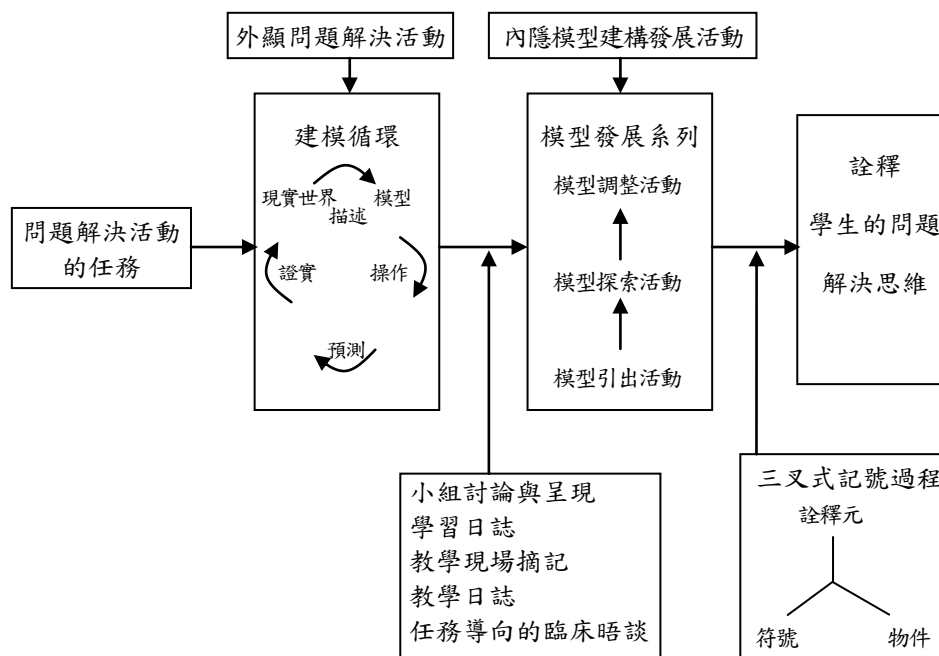 外顯問題解決活動
內隱模型建構發展活動
問題解決活動
的任務
建模循環
現實世界
模型
描述
證實
操作
預測
模型發展系列
模型調整活動
模型探索活動
模型引出活動
詮釋
學生的問題
解決思維
小組討論與呈現
學習日誌
教學現場摘記
教學日誌
任務導向的臨床晤談
三叉式記號過程
詮釋元
符號
物件